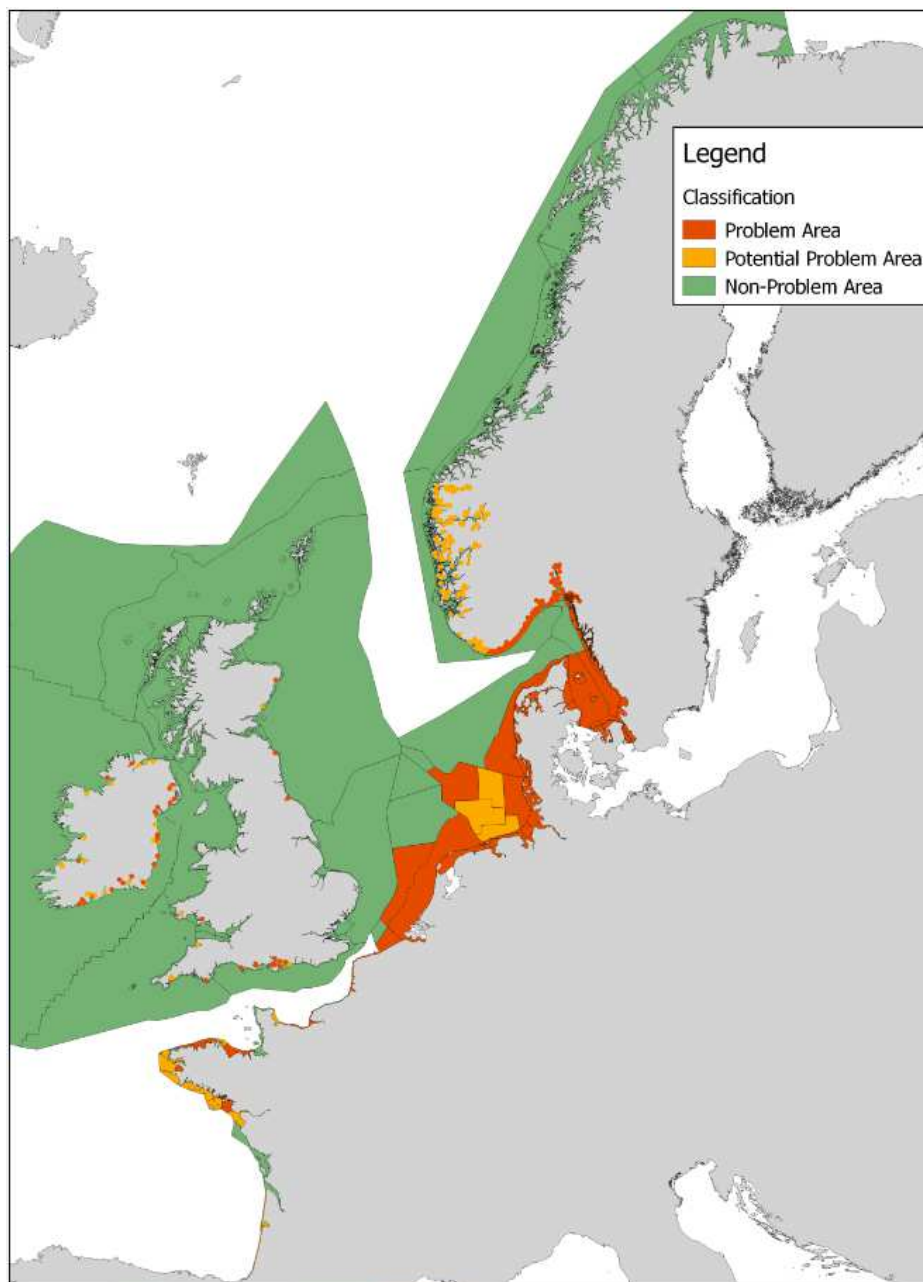 Legend
Classification
Problem Area
Potential Problem Area
Non-Problem Area